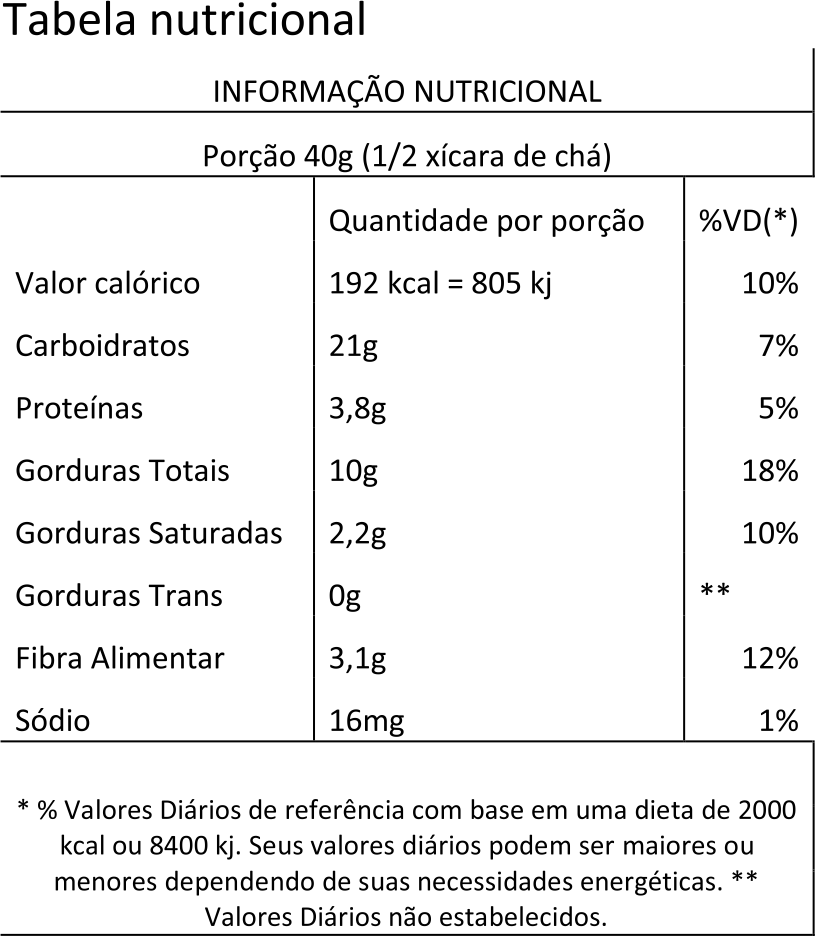 Tabela nutricional
INFORMAÇÃO NUTRICIONAL
Porção 40g (1/2 xícara de chá)
Quantidade por porção %VD(*)
Valor calórico 192 kcal = 805 kj 10%
Carboidratos 21g 7%
Proteínas 3,8g 5%
Gorduras Totais 10g 18%
Gorduras Saturadas 2,2g 10%
Gorduras Trans 0g **
Fibra Alimentar 3,1g 12%
Sódio 16mg 1%
* % Valores Diários de referência com base em uma dieta de 2000
kcal ou 8400 kj. Seus valores diários podem ser maiores ou
menores dependendo de suas necessidades energéticas. **
Valores Diários não estabelecidos.